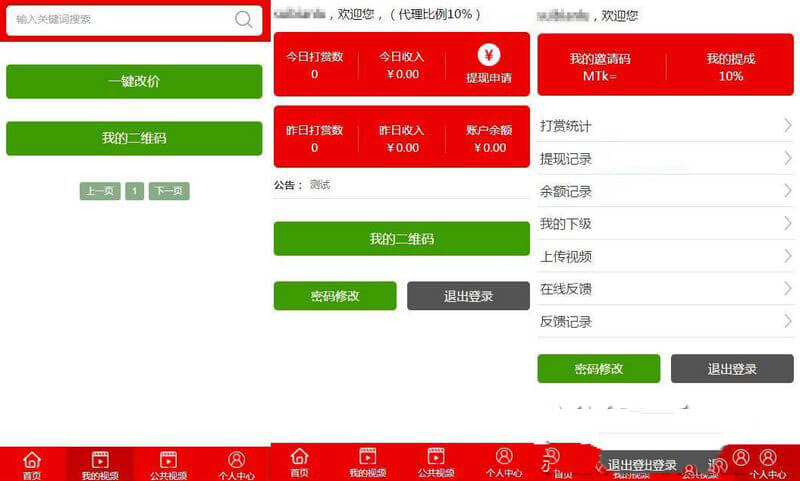 输入关键词搜索
一键改价
我的二维码
上一页 1 下一页
首页 我的视频 公共视频 个人中心
,欢迎您,(代理比例10%)
今日打赏数 今日收入
0 ¥0.00 提现申请
昨日打赏数 昨日收入 账户余额
0 ¥0.00 ¥0.00
公告: 测试
我的二维码
密码修改 退出登录
首页 我的视频 公共视频 个人中心
,欢迎您
我的邀请码 我的提成
MTk= 10%
打赏统计
提现记录
余额记录
我的下级
上传视频
在线反馈
反馈记录
密码修改 退出登录
退出登出登录
首页 我的视频 公共视频 个人中心